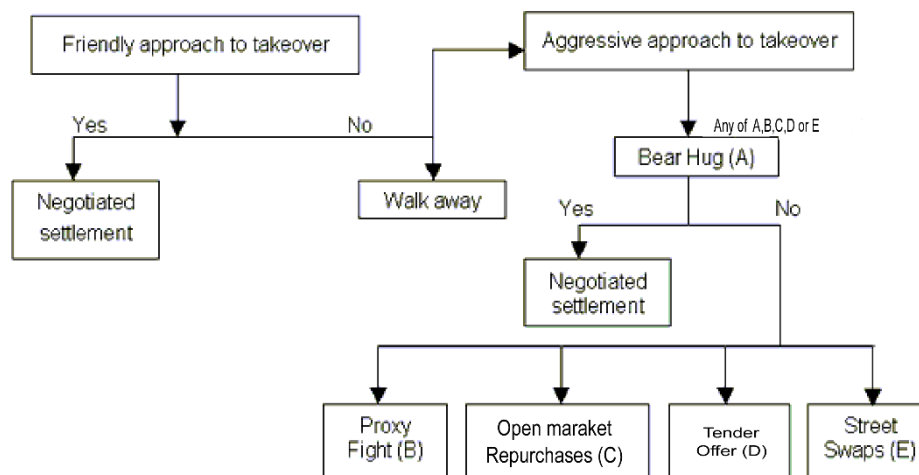 Friendly approach to takeover
Aggressive approach to takeover
Yes
No
Any of A,B,C,D or E
Bear Hug (A)
Negotiated
settlement
Walk away
Yes
No
Negotiated
settlement
Proxy
Fight (B)
Open maraket
Repurchases (C)
Tender
Offer (D)
Street
Swaps (E)